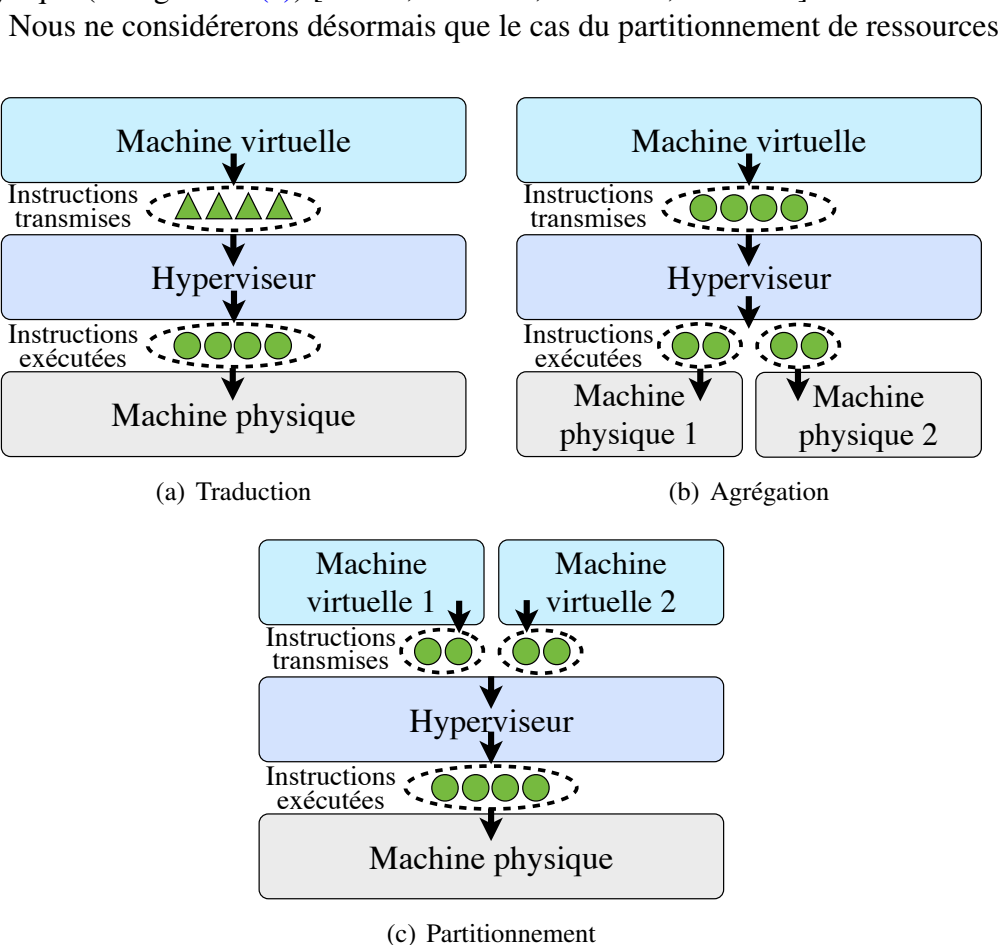 Nous ne considérerons désormais que le cas du partitionnement de ressources
Machine virtuelle
Instructions
transmises
Hyperviseur
Instructions
exécutées
Machine physique
(a) Traduction
Machine virtuelle
Instructions
transmises
Hyperviseur
Instructions
exécutées
Machine
physique 1
Machine
physique 2
(b) Agrégation
Machine
virtuelle 1
Machine
virtuelle 2
Instructions
transmises
Hyperviseur
Instructions
exécutées
Machine physique
(c) Partitionnement